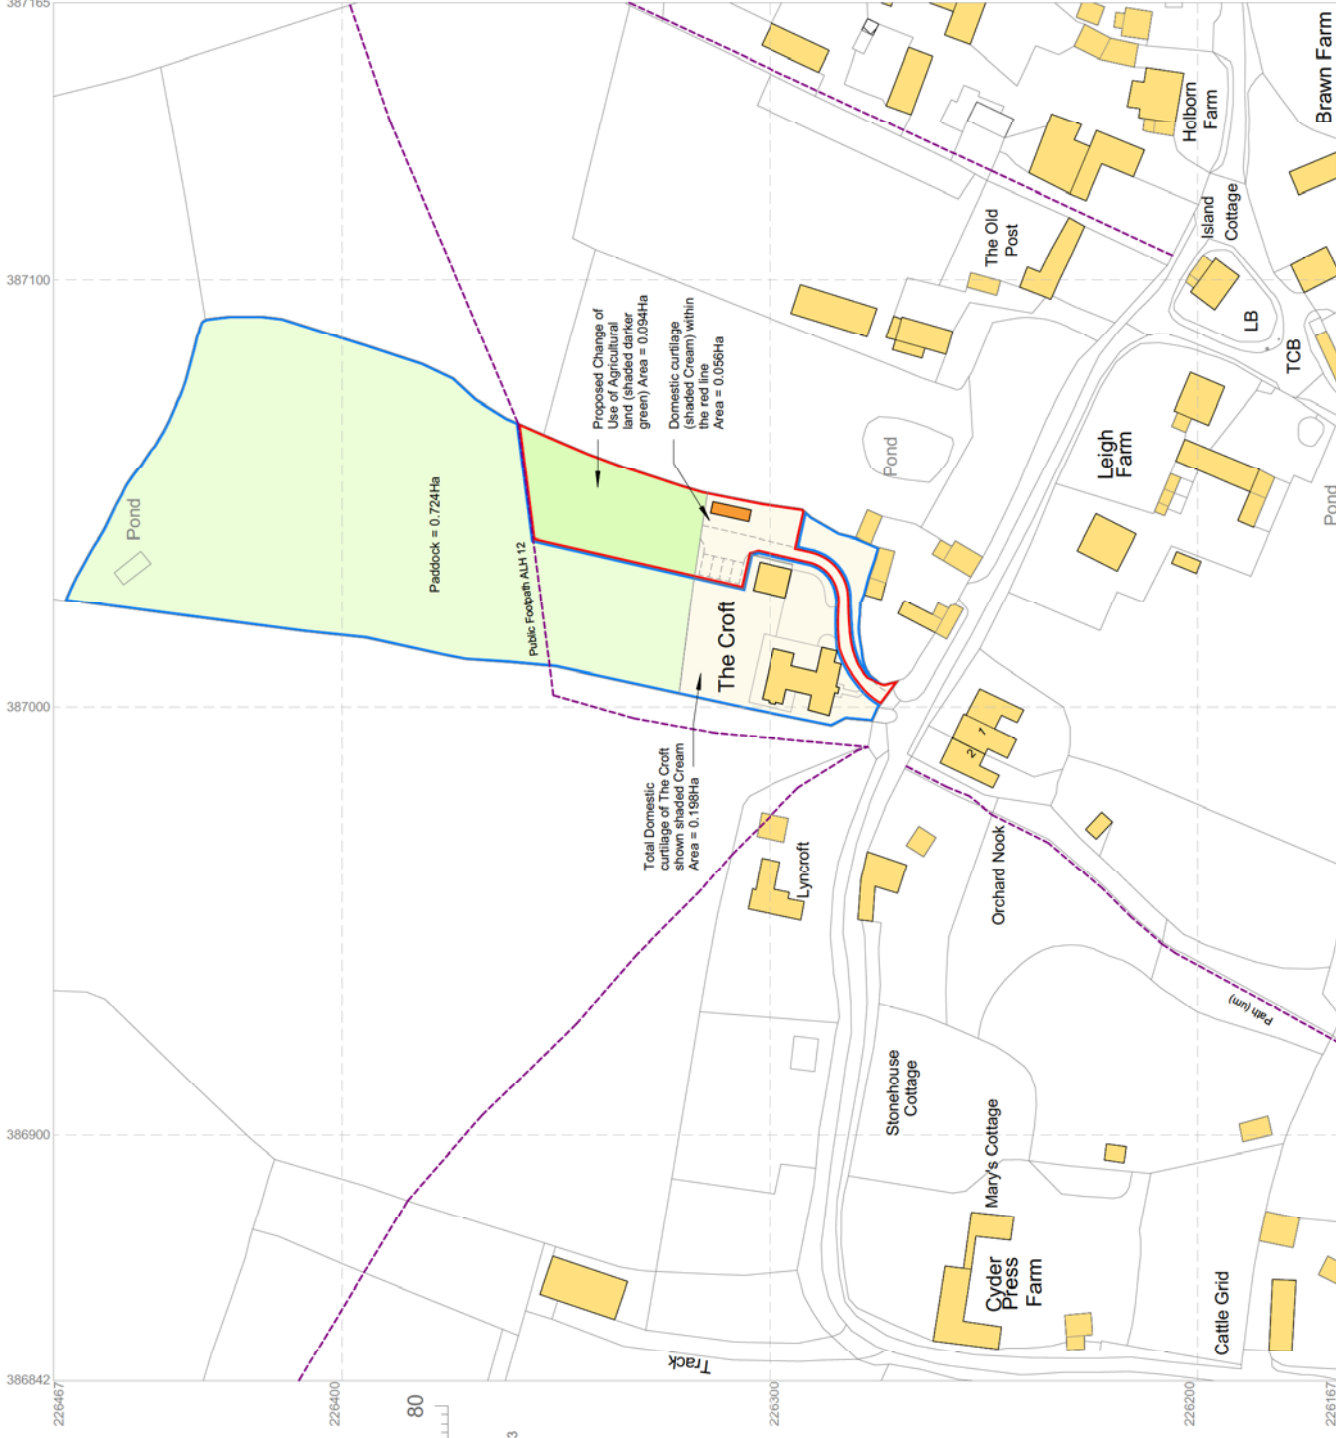 387165
387100
387000
386900
386842
226467
226400
226300
226200
226167
80
3
Pond
Paddock = 0.724Ha
Public Footpath ALH 12
Proposed Change of
Use of Agricultural
land (shaded darker
green) Area = 0.094Ha
Domestic curtilage
(shaded Cream) within
the red line
Area = 0.056Ha
The Croft
Total Domestic
curtilage of The Croft
shown shaded Cream
Area = 0.198Ha
Lyncroft
Pond
The Old
Post
Holborn
Farm
Brawn Farm
Island
Cottage
LB
TCB
Leigh
Farm
Pond
1
2
Orchard Nook
Path (um)
Stonehouse
Cottage
Mary's Cottage
Cyder
Press
Farm
Cattle Grid
Track